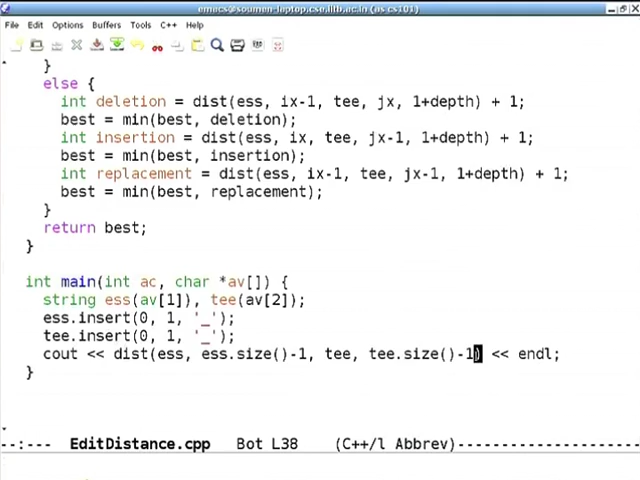 emacs@soumen-laptop.cse.iitb.ac.in (as cs101)
File Edit Options Buffers Tools C++ Help
}
else {
int deletion = dist(ess, ix-1, tee, jx, 1+depth) + 1;
best = min(best, deletion);
int insertion = dist(ess, ix, tee, jx-1, 1+depth) + 1;
best = min(best, insertion);
int replacement = dist(ess, ix-1, tee, jx-1, 1+depth) + 1;
best = min(best, replacement);
}
return best;
}
int main(int ac, char *av[]) {
string ess(av[1]), tee(av[2]);
ess.insert(0, 1, '_');
tee.insert(0, 1, '_');
cout << dist(ess, ess.size()-1, tee, tee.size()-1) << endl;
}
--:--- EditDistance.cpp Bot L38 (C++/l Abbrev)-----------------------